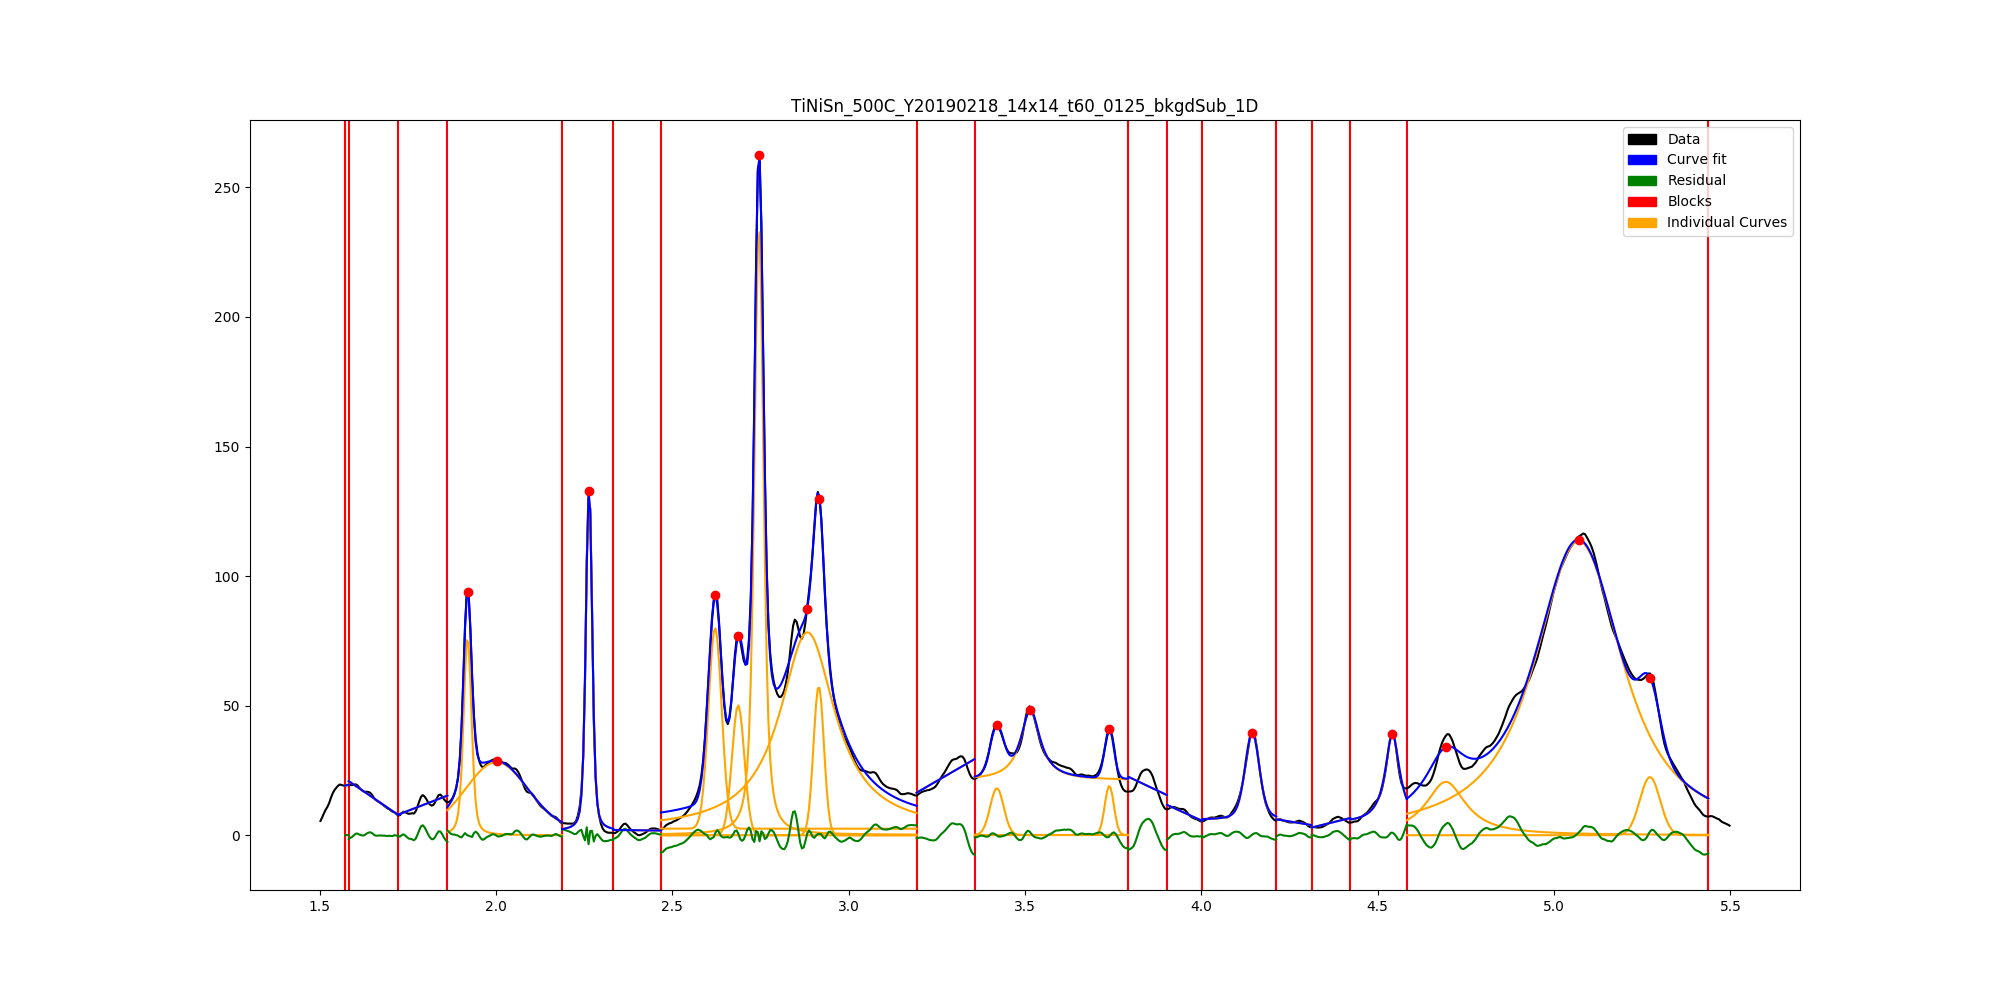 TiNiSn_500C_Y20190218_14x14_t60_0125_bkgdSub_1D
Data
Curve fit
Residual
Blocks
Individual Curves
250
200
150
100
50
0
1.5 2.0 2.5 3.0 3.5 4.0 4.5 5.0 5.5